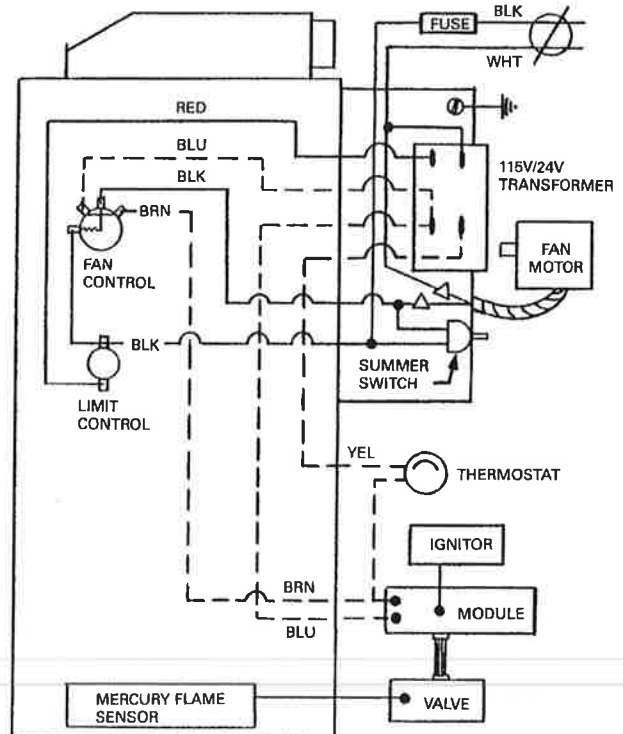 FUSE
BLK
WHT
RED
BLU
BLK
BRN
115V/24V
TRANSFORMER
FAN
MOTOR
FAN
CONTROL
BLK
SUMMER
SWITCH
LIMIT
CONTROL
YEL
THERMOSTAT
IGNITOR
BRN
MODULE
BLU
MERCURY FLAME
SENSOR
VALVE